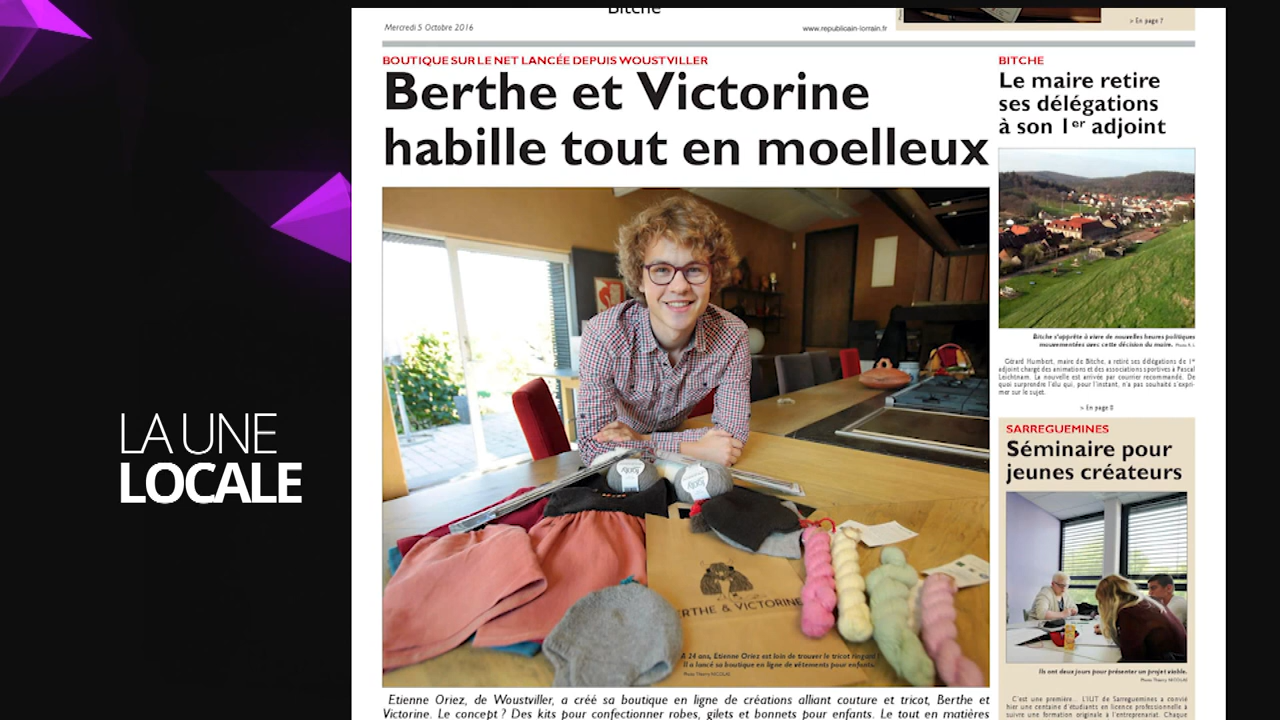 Bitche
Mercredi 5 Octobre 2016
www.republicain-lorrain.fr
> En page 7
BOUTIQUE SUR LE NET LANCÉE DEPUIS WOUSTVILLER
Berthe et Victorine
habille tout en moelleux
BITCHE
Le maire retire
ses délégations
à son 1er adjoint
Bitche s'apprête à vivre de nouvelles heures politiques
mouvementées avec cette décision du maire. Photo R. L
Gérard Humbert, maire de Bitche, a retiré ses délégations de 1er
adjoint chargé des animations et des associations sportives à Pascal
Leichtnam. La nouvelle est arrivée par courrier recommandé. De
quoi surprendre l'élu qui, pour l'instant, n'a pas souhaité s'expri-
mer sur le sujet.
> En page 8
SARREGUEMINES
Séminaire pour
jeunes créateurs
Ils ont deux jours pour présenter un projet viable.
Photo Thierry NICOLAS
C'est une première. L'IUT de Sarreguemines a convié
hier une centaine d'étudiants en licence professionnelle à
suivre une formation originale à l'entreprenariat. Chaque
LA UNE
LOCALE
ERTHE & VICTORINE
A 24 ans, Etienne Oriez est loin de trouver le tricot ringard !
Il a lancé sa boutique en ligne de vêtements pour enfants.
Photo Thierry NICOLAS
Etienne Oriez, de Woustviller, a créé sa boutique en ligne de créations alliant couture et tricot, Berthe et
Victorine. Le concept ? Des kits pour confectionner robes, gilets et bonnets pour enfants. Le tout en matières